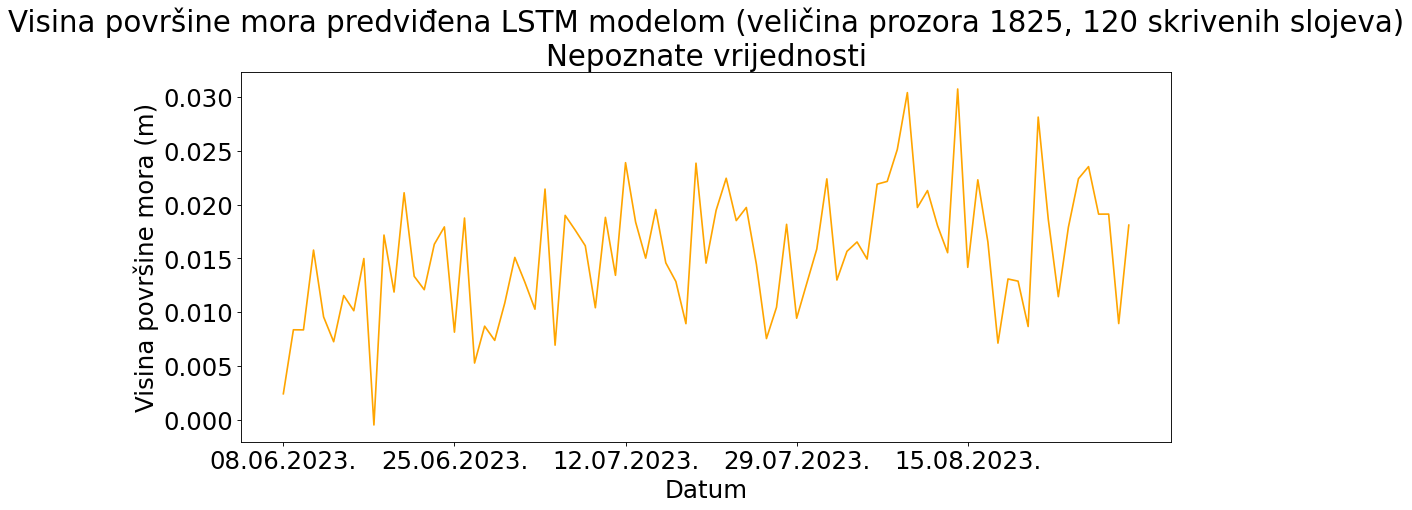 Visina površine mora predviđena LSTM modelom (veličina prozora 1825, 120 skrivenih slojeva)
Nepoznate vrijednosti
Visina površine mora (m)
0.030
0.025
0.020
0.015
0.010
0.005
0.000
08.06.2023. 25.06.2023. 12.07.2023. 29.07.2023. 15.08.2023.
Datum